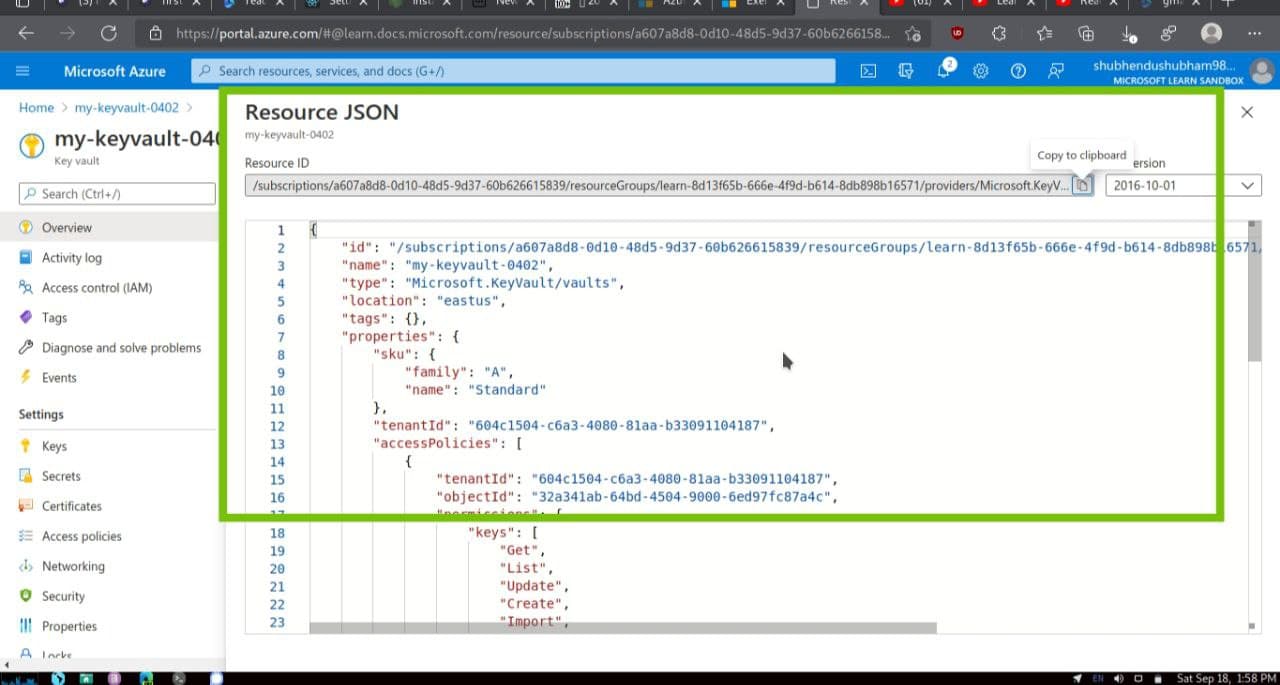 https://portal.azure.com/#@learn.docs.microsoft.com/resource/subscriptions/a607a8d8-0d10-48d5-9d37-60b6266158...
Microsoft Azure
Search resources, services, and docs (G+/)
2
shubhendushubham98...
MICROSOFT LEARN SANDBOX
Home > my-keyvault-0402 >
my-keyvault-040
Key vault
Search (Ctrl+/)
Overview
Activity log
Access control (IAM)
Tags
Diagnose and solve problems
Events
Settings
Keys
Secrets
Certificates
Access policies
Networking
Security
Properties
Locks
Resource JSON
my-keyvault-0402
Resource ID
Copy to clipboard
ersion
/subscriptions/a607a8d8-0d10-48d5-9d37-60b626615839/resourceGroups/learn-8d13f65b-666e-4f9d-b614-8db898b16571/providers/Microsoft.KeyV...
2016-10-01
1 {
2 "id": "/subscriptions/a607a8d8-0d10-48d5-9d37-60b626615839/resourceGroups/learn-8d13f65b-666e-4f9d-b614-8db898b16571/
3 "name": "my-keyvault-0402",
4 "type": "Microsoft.KeyVault/vaults",
5 "location": "eastus",
6 "tags": {},
7 "properties": {
8 "sku": {
9 "family": "A",
10 "name": "Standard"
11 },
12 "tenantId": "604c1504-c6a3-4080-81aa-b33091104187",
13 "accessPolicies": [
14 {
15 "tenantId": "604c1504-c6a3-4080-81aa-b33091104187",
16 "objectId": "32a341ab-64bd-4504-9000-6ed97fc87a4c",
17 "permissions": {
18 "keys": [
19 "Get",
20 "List",
21 "Update",
22 "Create",
23 "Import",
EN
Sat Sep 18, 1:58 PM